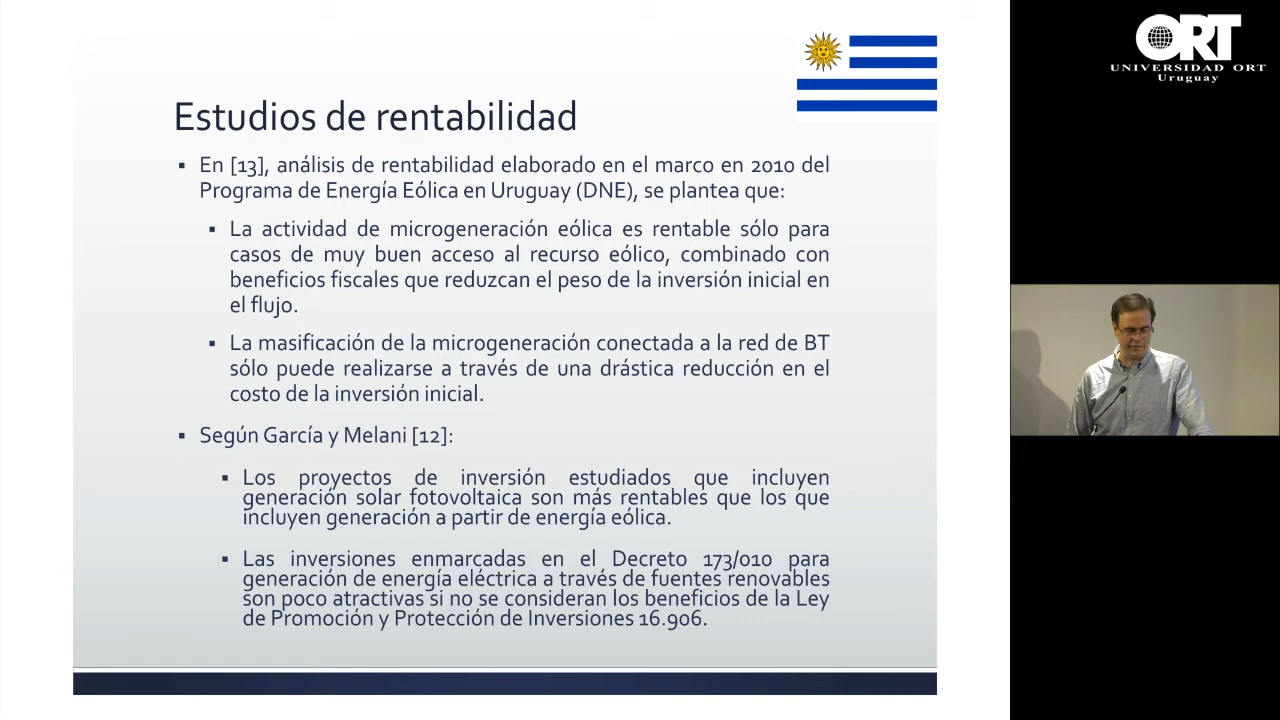 Estudios de rentabilidad
▪ En [13], análisis de rentabilidad elaborado en el marco en 2010 del
Programa de Energía Eólica en Uruguay (DNE), se plantea que:
▪ La actividad de microgeneración eólica es rentable sólo para
casos de muy buen acceso al recurso eólico, combinado con
beneficios fiscales que reduzcan el peso de la inversión inicial en
el flujo.
▪ La masificación de la microgeneración conectada a la red de BT
sólo puede realizarse a través de una drástica reducción en el
costo de la inversión inicial.
▪ Según García y Melani [12]:
▪ Los proyectos de inversión estudiados que incluyen
generación solar fotovoltaica son más rentables que los que
incluyen generación a partir de energía eólica.
▪ Las inversiones enmarcadas en el Decreto 173/010 para
generación de energía eléctrica a través de fuentes renovables
son poco atractivas si no se consideran los beneficios de la Ley
de Promoción y Protección de Inversiones 16.906.
ORT
UNIVERSIDAD ORT
Uruguay